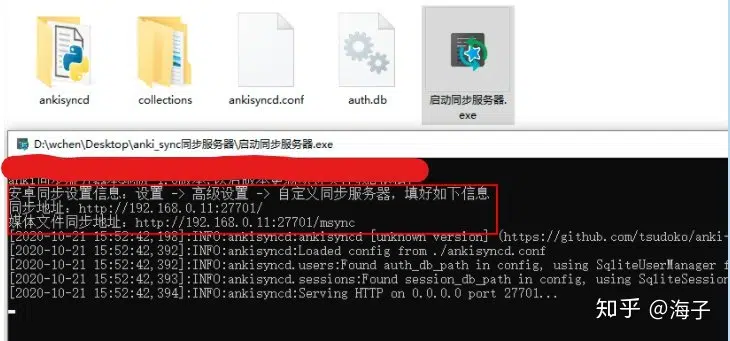 ankisyncd
collections
ankisyncd.conf
auth.db
启动同步服务器.
exe
D:\wchen\Desktop\anki_sync同步服务器\启动同步服务器.exe
安卓同步设置信息：设置 -> 高级设置 -> 自定义同步服务器，填好如下信息
同步地址：http://192.168.0.11:27701/
媒体文件同步地址：http://192.168.0.11:27701/msync
[2020-10-21 15:52:42,198]:INFO:ankisyncd:ankisyncd [unknown version] (https://github.com/tsudoko/anki-
[2020-10-21 15:52:42,392]:INFO:ankisyncd:Loaded config from ./ankisyncd.conf
[2020-10-21 15:52:42,392]:INFO:ankisyncd.users:Found auth_db_path in config, using SqliteUserManager f
[2020-10-21 15:52:42,393]:INFO:ankisyncd.sessions:Found session_db_path in config, using SqliteSession
[2020-10-21 15:52:42,394]:INFO:ankisyncd:Serving HTTP on 0.0.0.0 port 27701...
知乎 @海子